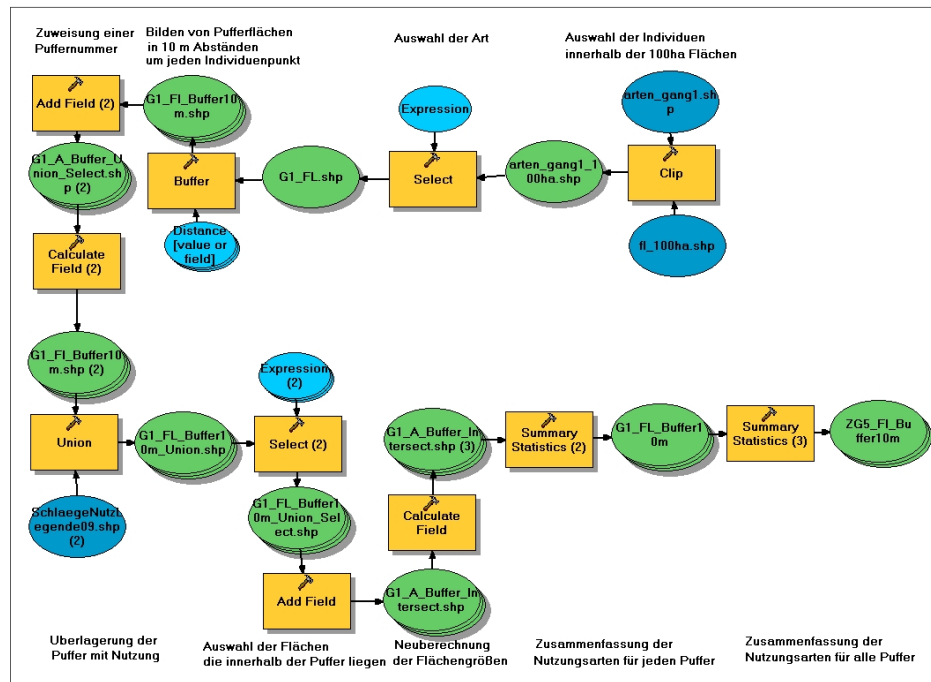 Zuweisung einer
Puffernummer
Bilden von Pufferflächen
in 10 m Abständen
um jeden Individuenpunkt
Auswahl der Art
Auswahl der Individuen
innerhalb der 100ha Flächen
Add Field (2)
G1_Fl_Buffer10
m.shp
Expression
arten_gang1.sh
p
G1_A_Buffer_U
nion_Select.sh
p (2)
Buffer
G1_FL.shp
Select
arten_gang1_1
00ha.shp
Clip
Distance
[value or
field]
fl_100ha.shp
Calculate
Field (2)
G1_Fl_Buffer10
m.shp (2)
Expression
(2)
Union
G1_FL_Buffer1
0m_Union.shp
Select (2)
G1_A_Buffer_In
tersect.shp (3)
Summary
Statistics (2)
G1_FL_Buffer1
0m
Summary
Statistics (3)
ZG5_Fl_Bu
ffer10m
SchlaegeNutzL
egende09.shp
(2)
G1_FL_Buffer1
0m_Union_Sel
ect.shp
Calculate
Field
Add Field
G1_A_Buffer_In
tersect.shp
Uberlagerung der
Puffer mit Nutzung
Auswahl der Flächen
die innerhalb der Puffer liegen
Neuberechnung
der Flächengrößen
Zusammenfassung der
Nutzungsarten für jeden Puffer
Zusammenfassung der
Nutzungsarten für alle Puffer